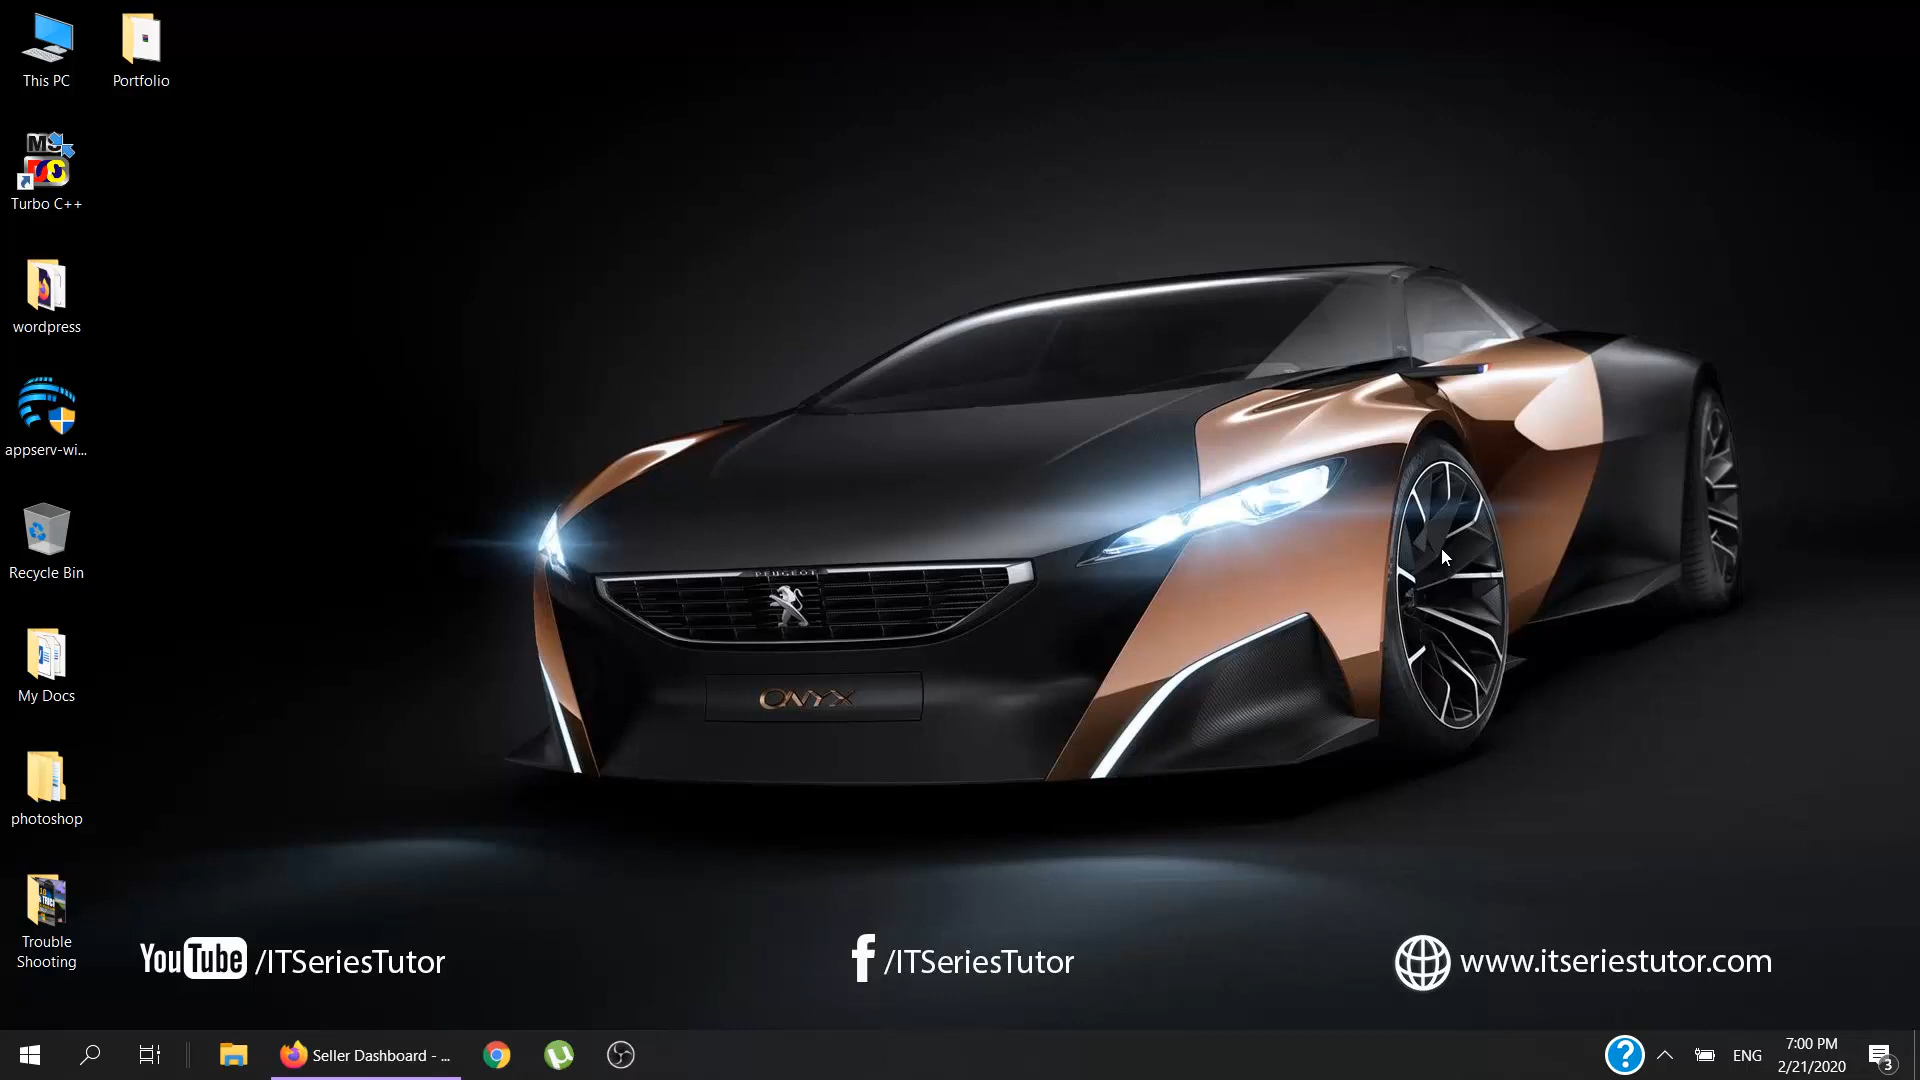 This PC
Portfolio
Turbo C++
wordpress
appserv-wi...
Recycle Bin
My Docs
photoshop
Trouble
Shooting
PEUGEOT
ONYX
YouTube /ITSeriesTutor
f /ITSeriesTutor
www.itseriestutor.com
Seller Dashboard - ...
ENG
7:00 PM
2/21/2020
3